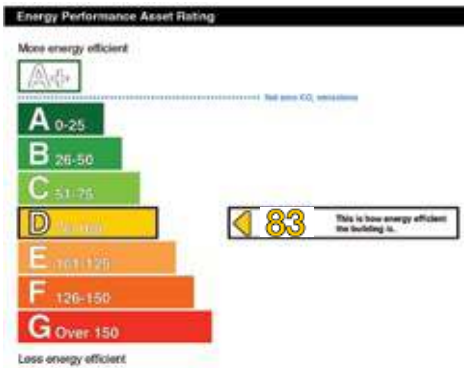 Energy Performance Asset Rating
More energy efficient
A+
Net zero CO₂ emissions
A 0-25
B 26-50
C 51-75
D 76-100
83 This is how energy efficient
the building is.
E 101-125
F 126-150
G Over 150
Less energy efficient